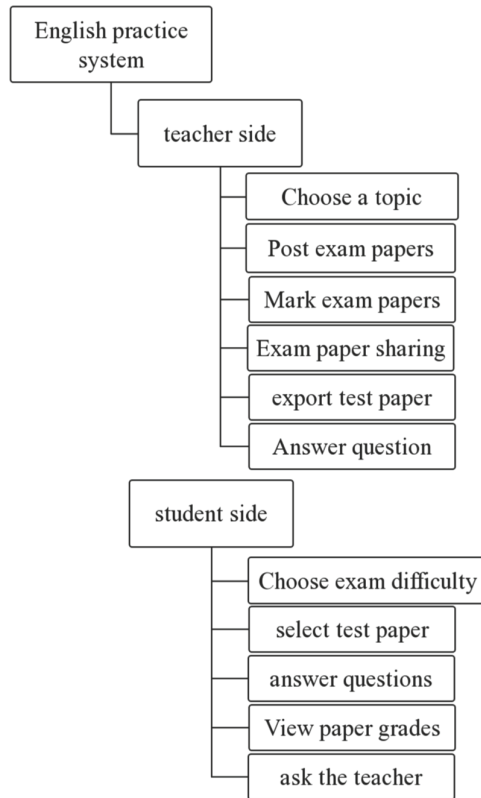 English practice
system
teacher side
Choose a topic
Post exam papers
Mark exam papers
Exam paper sharing
export test paper
Answer question
student side
Choose exam difficulty
select test paper
answer questions
View paper grades
ask the teacher